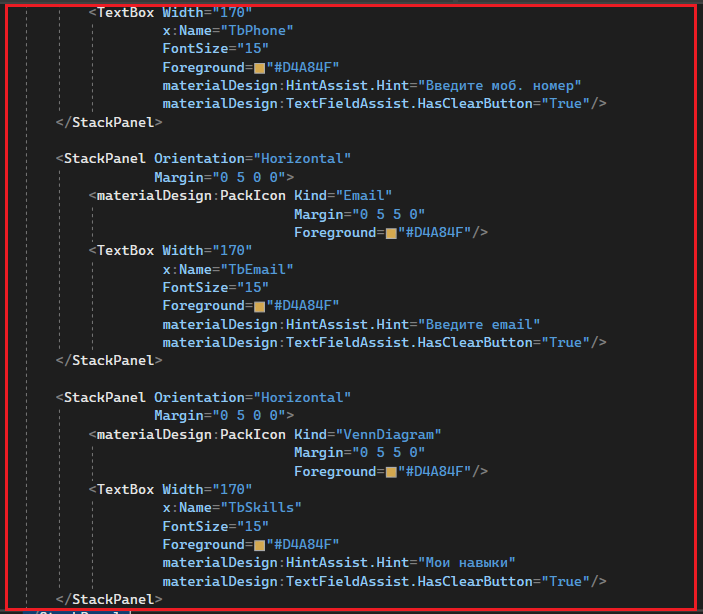 <TextBox Width="170"
x:Name="TbPhone"
FontSize="15"
Foreground="#D4A84F"
materialDesign:HintAssist.Hint="Введите моб. номер"
materialDesign:TextFieldAssist.HasClearButton="True"/>
</StackPanel>
<StackPanel Orientation="Horizontal"
Margin="0 5 0 0">
<materialDesign:PackIcon Kind="Email"
Margin="0 5 5 0"
Foreground="#D4A84F"/>
<TextBox Width="170"
x:Name="TbEmail"
FontSize="15"
Foreground="#D4A84F"
materialDesign:HintAssist.Hint="Введите email"
materialDesign:TextFieldAssist.HasClearButton="True"/>
</StackPanel>
<StackPanel Orientation="Horizontal"
Margin="0 5 0 0">
<materialDesign:PackIcon Kind="VennDiagram"
Margin="0 5 5 0"
Foreground="#D4A84F"/>
<TextBox Width="170"
x:Name="TbSkills"
FontSize="15"
Foreground="#D4A84F"
materialDesign:HintAssist.Hint="Мои навыки"
materialDesign:TextFieldAssist.HasClearButton="True"/>
</StackPanel>